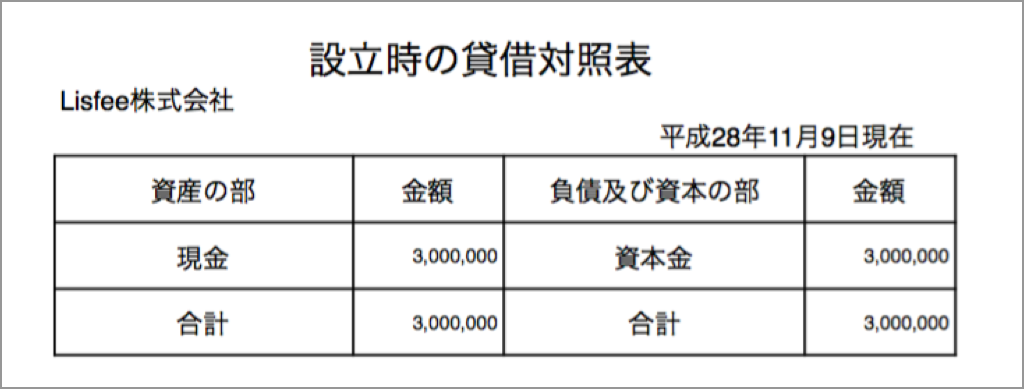 設立時の貸借対照表
Lisfee株式会社
平成28年11月9日現在
資産の部 金額 負債及び資本の部 金額
現金 3,000,000 資本金 3,000,000
合計 3,000,000 合計 3,000,000